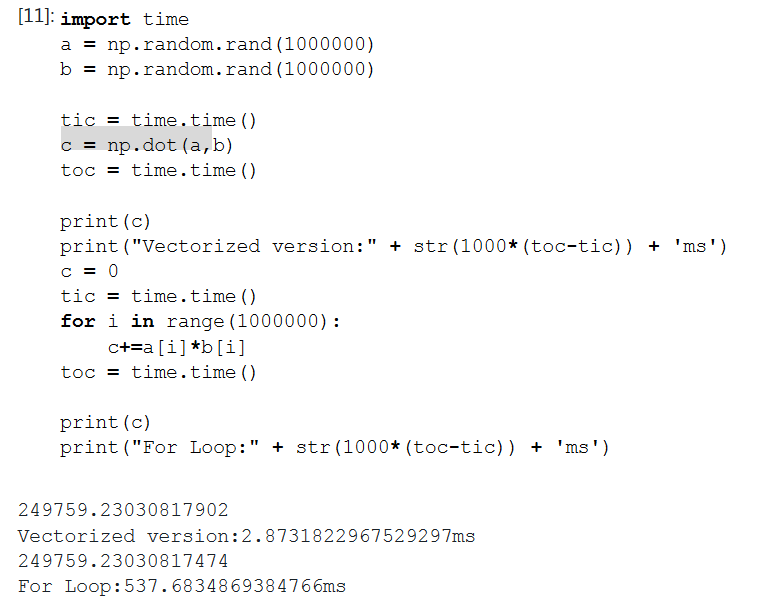 [11]: import time
a = np.random.rand(1000000)
b = np.random.rand(1000000)
tic = time.time()
c = np.dot(a,b)
toc = time.time()
print(c)
print("Vectorized version:" + str(1000*(toc-tic)) + 'ms')
c = 0
tic = time.time()
for i in range(1000000):
    c+=a[i]*b[i]
toc = time.time()
print(c)
print("For Loop:" + str(1000*(toc-tic)) + 'ms')
249759.23030817902
Vectorized version:2.8731822967529297ms
249759.23030817474
For Loop:537.6834869384766ms